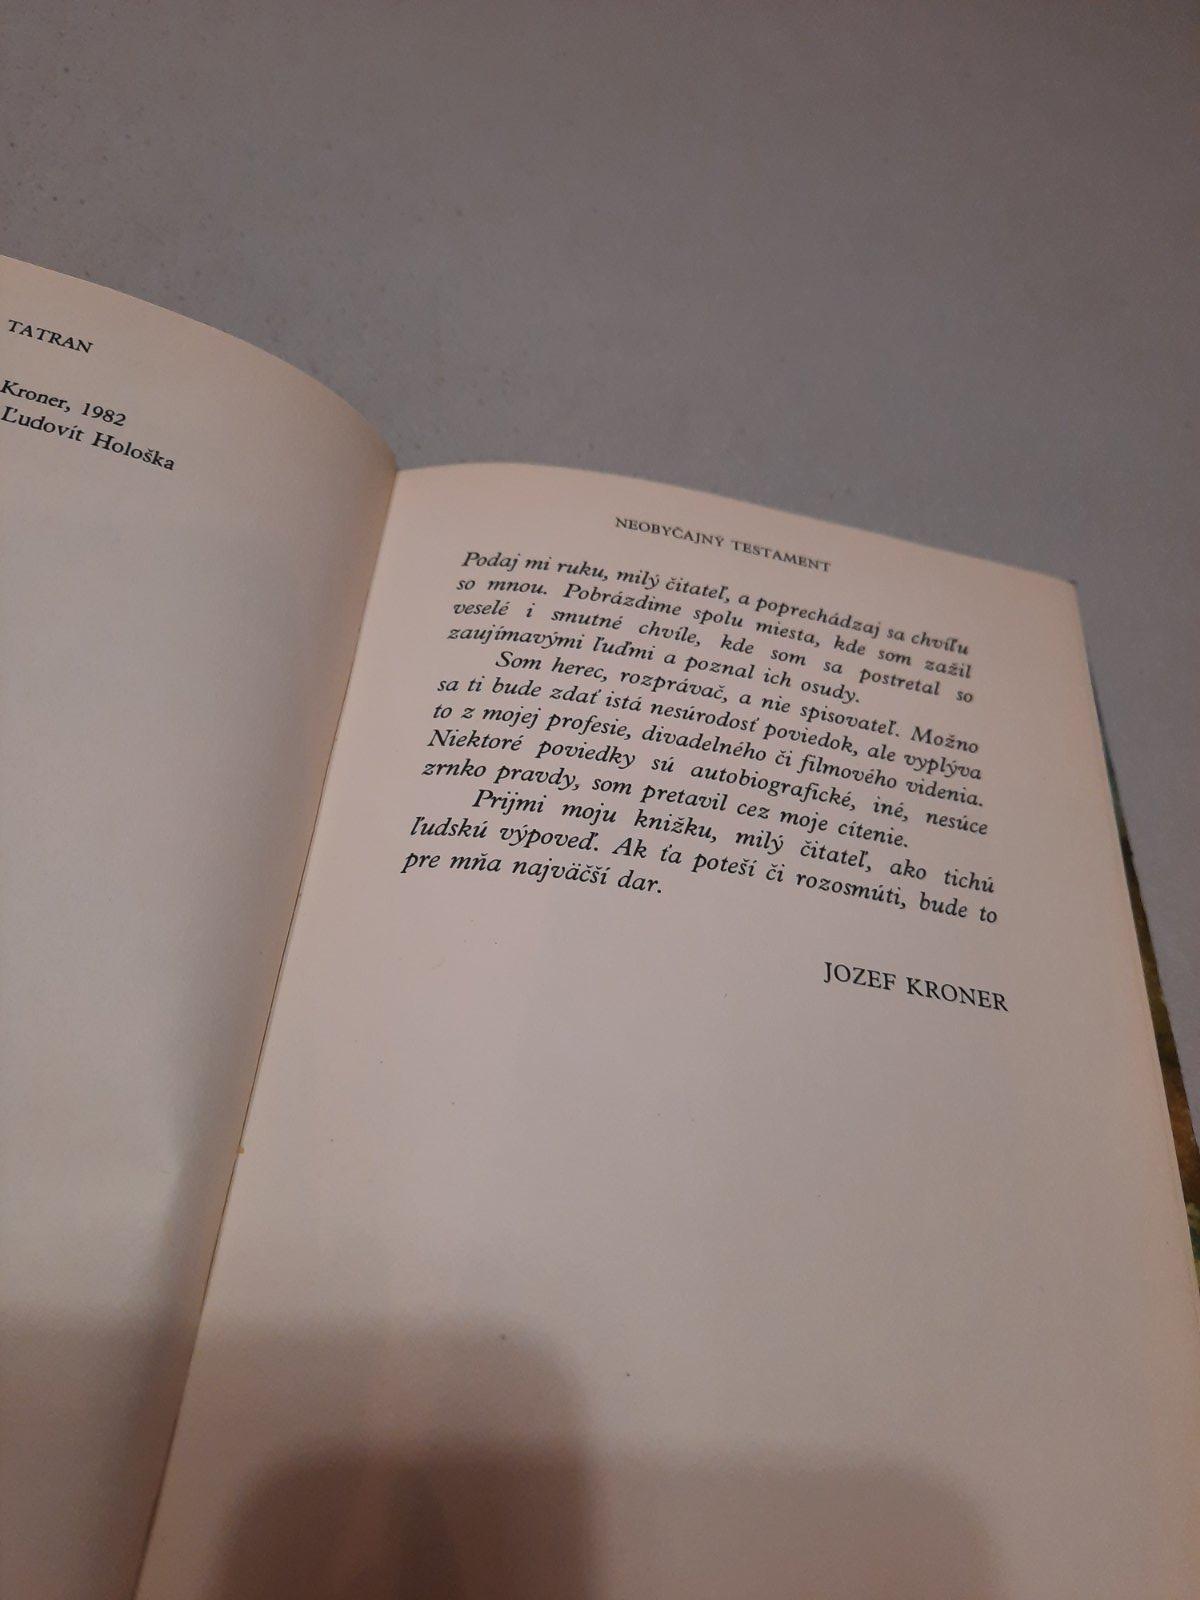 TATRAN
Kroner, 1982
Ľudovít Hološka
NEOBYČAJNÝ TESTAMENT
Podaj mi ruku, milý čitateľ, a poprechádzaj sa chvíľu
so mnou. Pobrázdime spolu miesta, kde som zažil
veselé i smutné chvíle, kde som sa postretal so
zaujímavými ľuďmi a poznal ich osudy.
Som herec, rozprávač, a nie spisovateľ. Možno
sa ti bude zdať istá nesúrodosť poviedok, ale vyplýva
to z mojej profesie, divadelného či filmového videnia.
Niektoré poviedky sú autobiografické, iné, nesúce
zrnko pravdy, som pretavil cez moje cítenie.
Prijmi moju knižku, milý čitateľ, ako tichú
ľudskú výpoveď. Ak ťa poteší či rozosmúti, bude to
pre mňa najväčší dar.
JOZEF KRONER